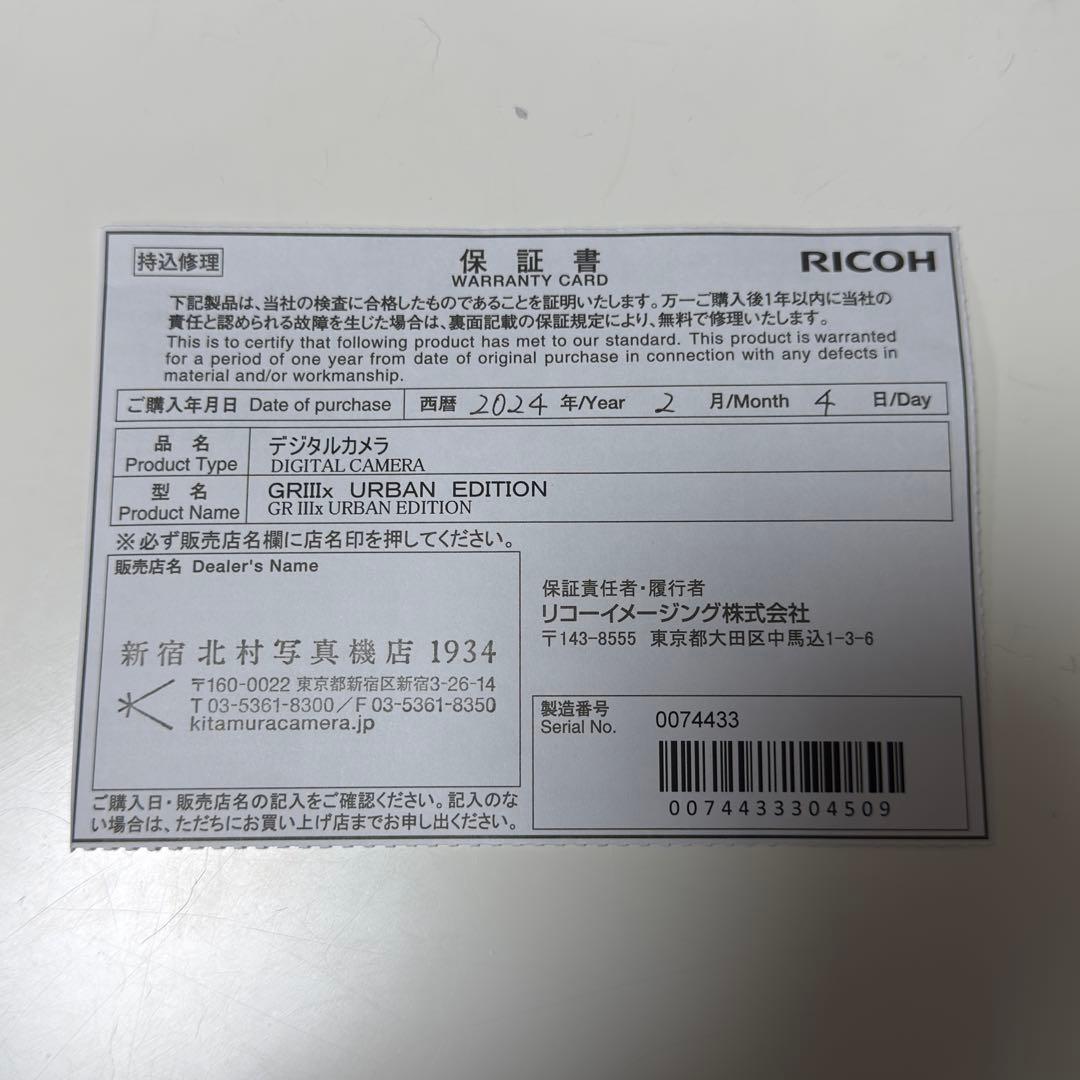 持込修理
保証書
WARRANTY CARD
RICOH
下記製品は、当社の検査に合格したものであることを証明いたします。万一ご購入後1年以内に当社の
責任と認められる故障を生じた場合は、裏面記載の保証規定により、無料で修理いたします。
This is to certify that following product has met to our standard. This product is warranted
for a period of one year from date of original purchase in connection with any defects in
material and/or workmanship.
ご購入年月日 Date of purchase 西暦 2024 年/Year 2 月/Month 4 日/Day
品名 デジタルカメラ
Product Type DIGITAL CAMERA
型名 GRIIIx URBAN EDITION
Product Name GR IIIx URBAN EDITION
※必ず販売店名欄に店名印を押してください。
販売店名 Dealer's Name
新宿 北村写真機店 1934
〒160-0022 東京都新宿区新宿3-26-14
T 03-5361-8300/F 03-5361-8350
kitamuracamera.jp
ご購入日・販売店名の記入をご確認ください。記入のな
い場合は、ただちにお買い上げ店までお申し出ください。
保証責任者・履行者
リコーイメージング株式会社
〒143-8555 東京都大田区中馬込1-3-6
製造番号
Serial No. 0074433
0074433304509